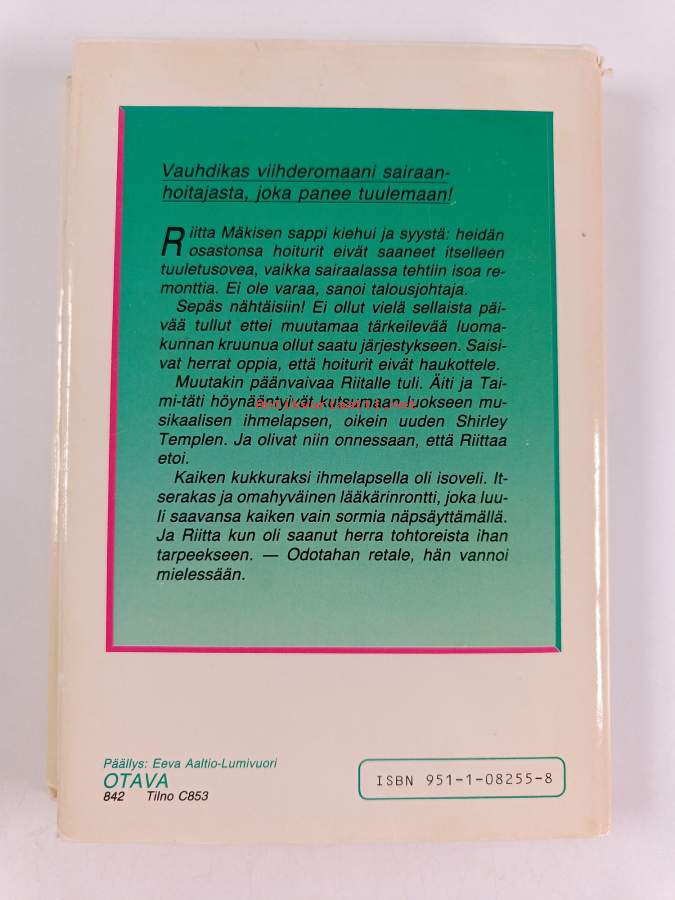 Vauhdikas viihderomaani sairaan-
hoitajasta, joka panee tuulemaan!
Riitta Mäkisen sappi kiehui ja syystä: heidän
osastonsa hoiturit eivät saaneet itselleen
tuuletusovea, vaikka sairaalassa tehtiin isoa re-
monttia. Ei ole varaa, sanoi talousjohtaja.
Sepäs nähtäisiin! Ei ollut vielä sellaista päi-
vää tullut ettei muutamaa tärkeilevää luoma-
kunnan kruunua ollut saatu järjestykseen. Saisi-
vat herrat oppia, että hoiturit eivät haukottele.
Muutakin päänvaivaa Riitalle tuli. Äiti ja Tai-
mi-täti höynääntyivät kutsumaan luokseen mu-
sikaalisen ihmelapsen, oikein uuden Shirley
Templen. Ja olivat niin onnessaan, että Riittaa
etoi.
Kaiken kukkuraksi ihmelapsella oli isoveli. It-
serakas ja omahyväinen lääkärinrontti, joka luu-
li saavansa kaiken vain sormia näpsäyttämällä.
Ja Riitta kun oli saanut herra tohtoreista ihan
tarpeekseen. — Odotahan retale, hän vannoi
mielessään.
Päällys: Eeva Aaltio-Lumivuori
OTAVA
842 Tilno C853
ISBN 951-1-08255-8